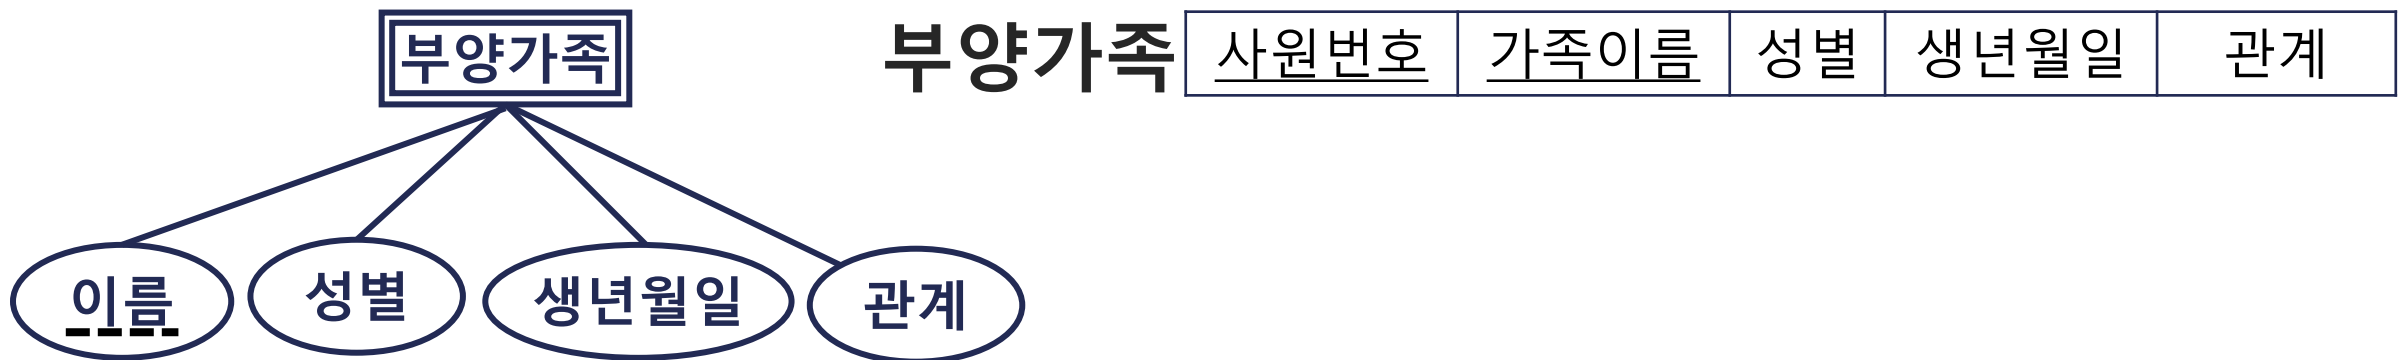 부양가족
이름 성별 생년월일 관계
부양가족 사원번호 가족이름 성별 생년월일 관계